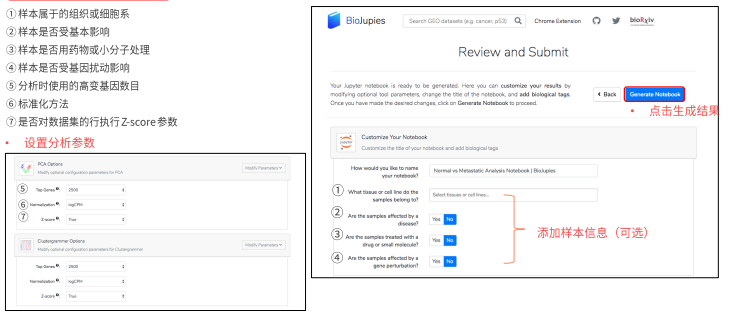 ① 样本属于的组织或细胞系
② 样本是否受基本影响
③ 样本是否用药物或小分子处理
④ 样本是否受基因扰动影响
⑤ 分析时使用的高变基因数目
⑥ 标准化方法
⑦ 是否对数据集的行执行 Z-score 参数
• 设置分析参数
PCA Options
Modify optional configuration parameters for PCA
Modify Parameters
⑤ Top Genes 2500
⑥ Normalization logCPM
⑦ Z-score True
Clustergrammer Options
Modify optional configuration parameters for Clustergrammer
Modify Parameters
Top Genes 2500
Normalization logCPM
Z-score True
BioJupies
Search GEO datasets (e.g. cancer, p53)
Chrome Extension
bioRxiv
Review and Submit
Your Jupyter notebook is ready to be generated. Here you can customize your results by
modifying optional tool parameters, change the title of the notebook, and add biological tags.
Once you have made the desired changes, click on Generate Notebook to proceed.
Back
Generate Notebook
• 点击生成结果
Customize Your Notebook
Customize the title of your notebook and add biological tags
How would you like to name
your notebook?
Normal vs Metastatic Analysis Notebook | BioJupies
① What tissue or cell line do the
samples belong to?
Select tissues or cell lines...
② Are the samples affected by a
disease?
Yes No
③ Are the samples treated with a
drug or small molecule?
Yes No
④ Are the samples affected by a
gene perturbation?
Yes No
添加样本信息（可选）